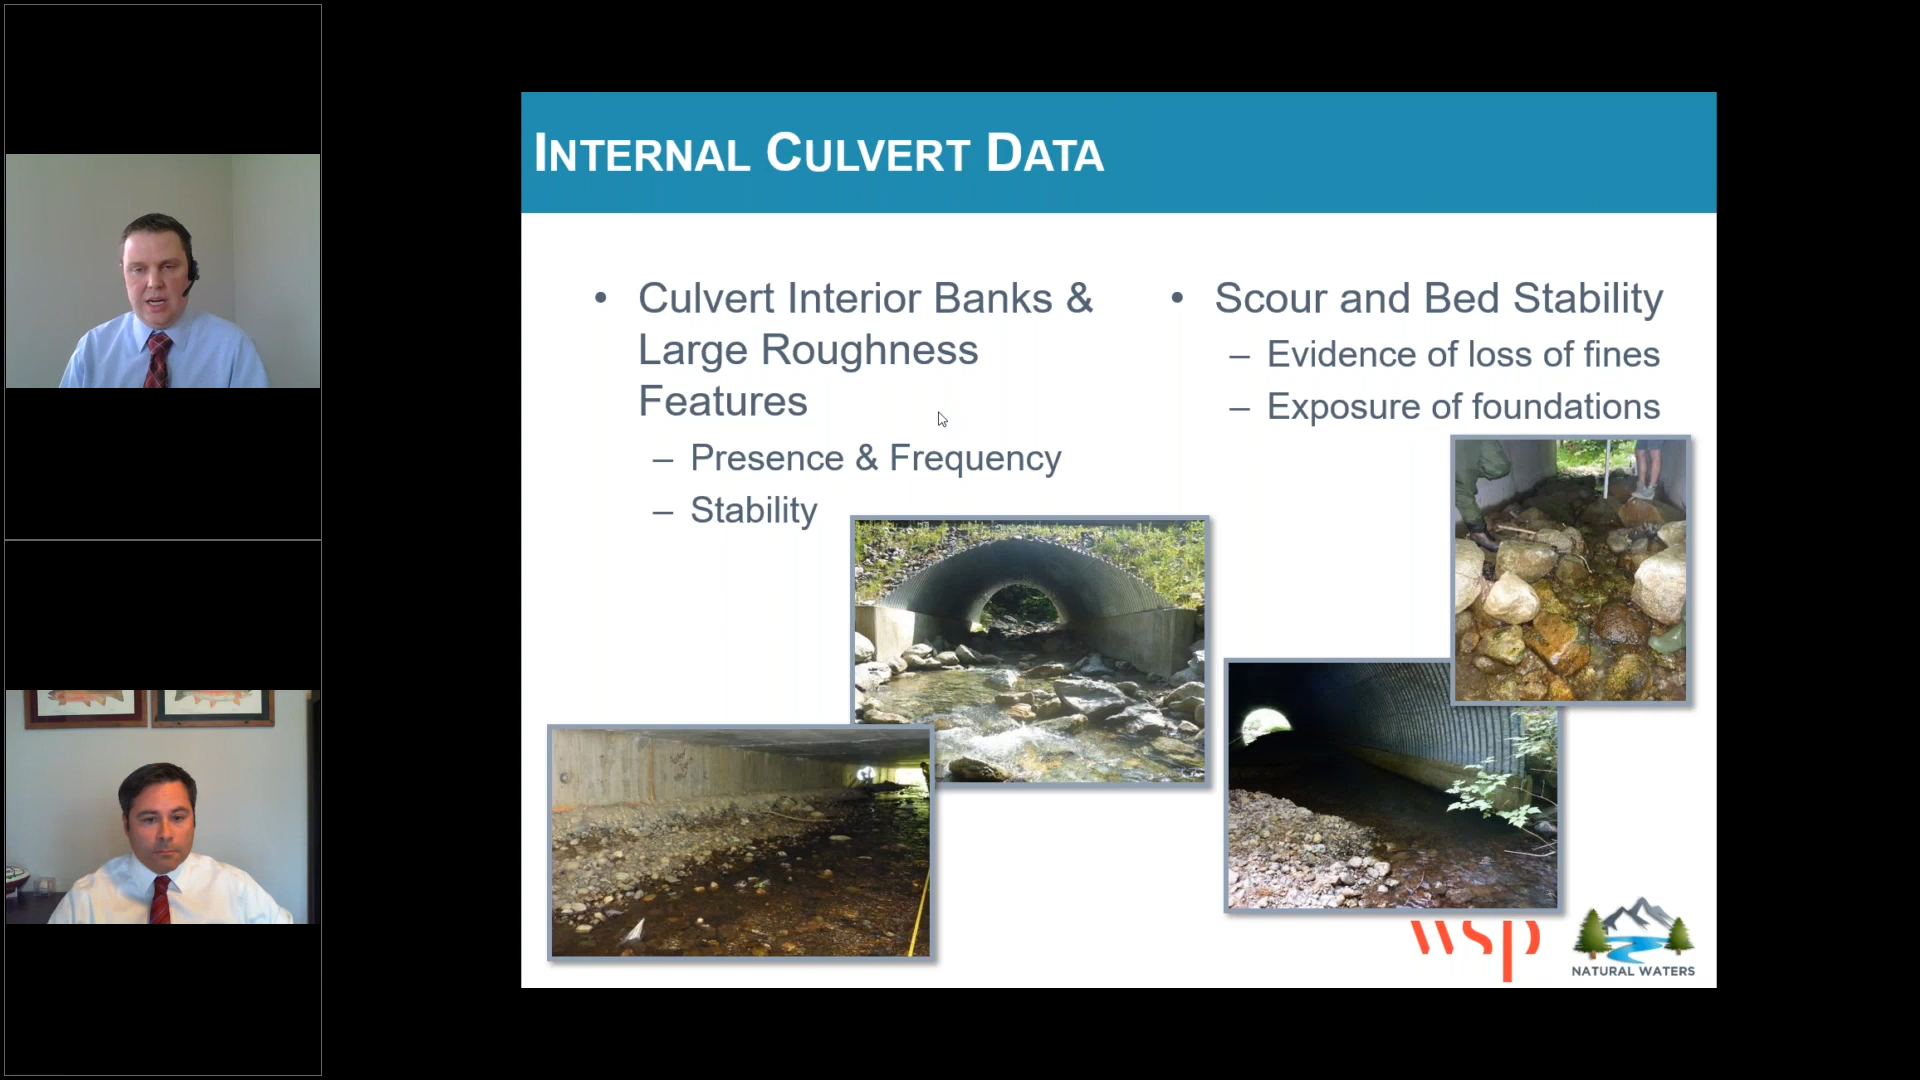 INTERNAL CULVERT DATA
• Culvert Interior Banks &
Large Roughness
Features
– Presence & Frequency
– Stability
• Scour and Bed Stability
– Evidence of loss of fines
– Exposure of foundations
wsp
NATURAL WATERS